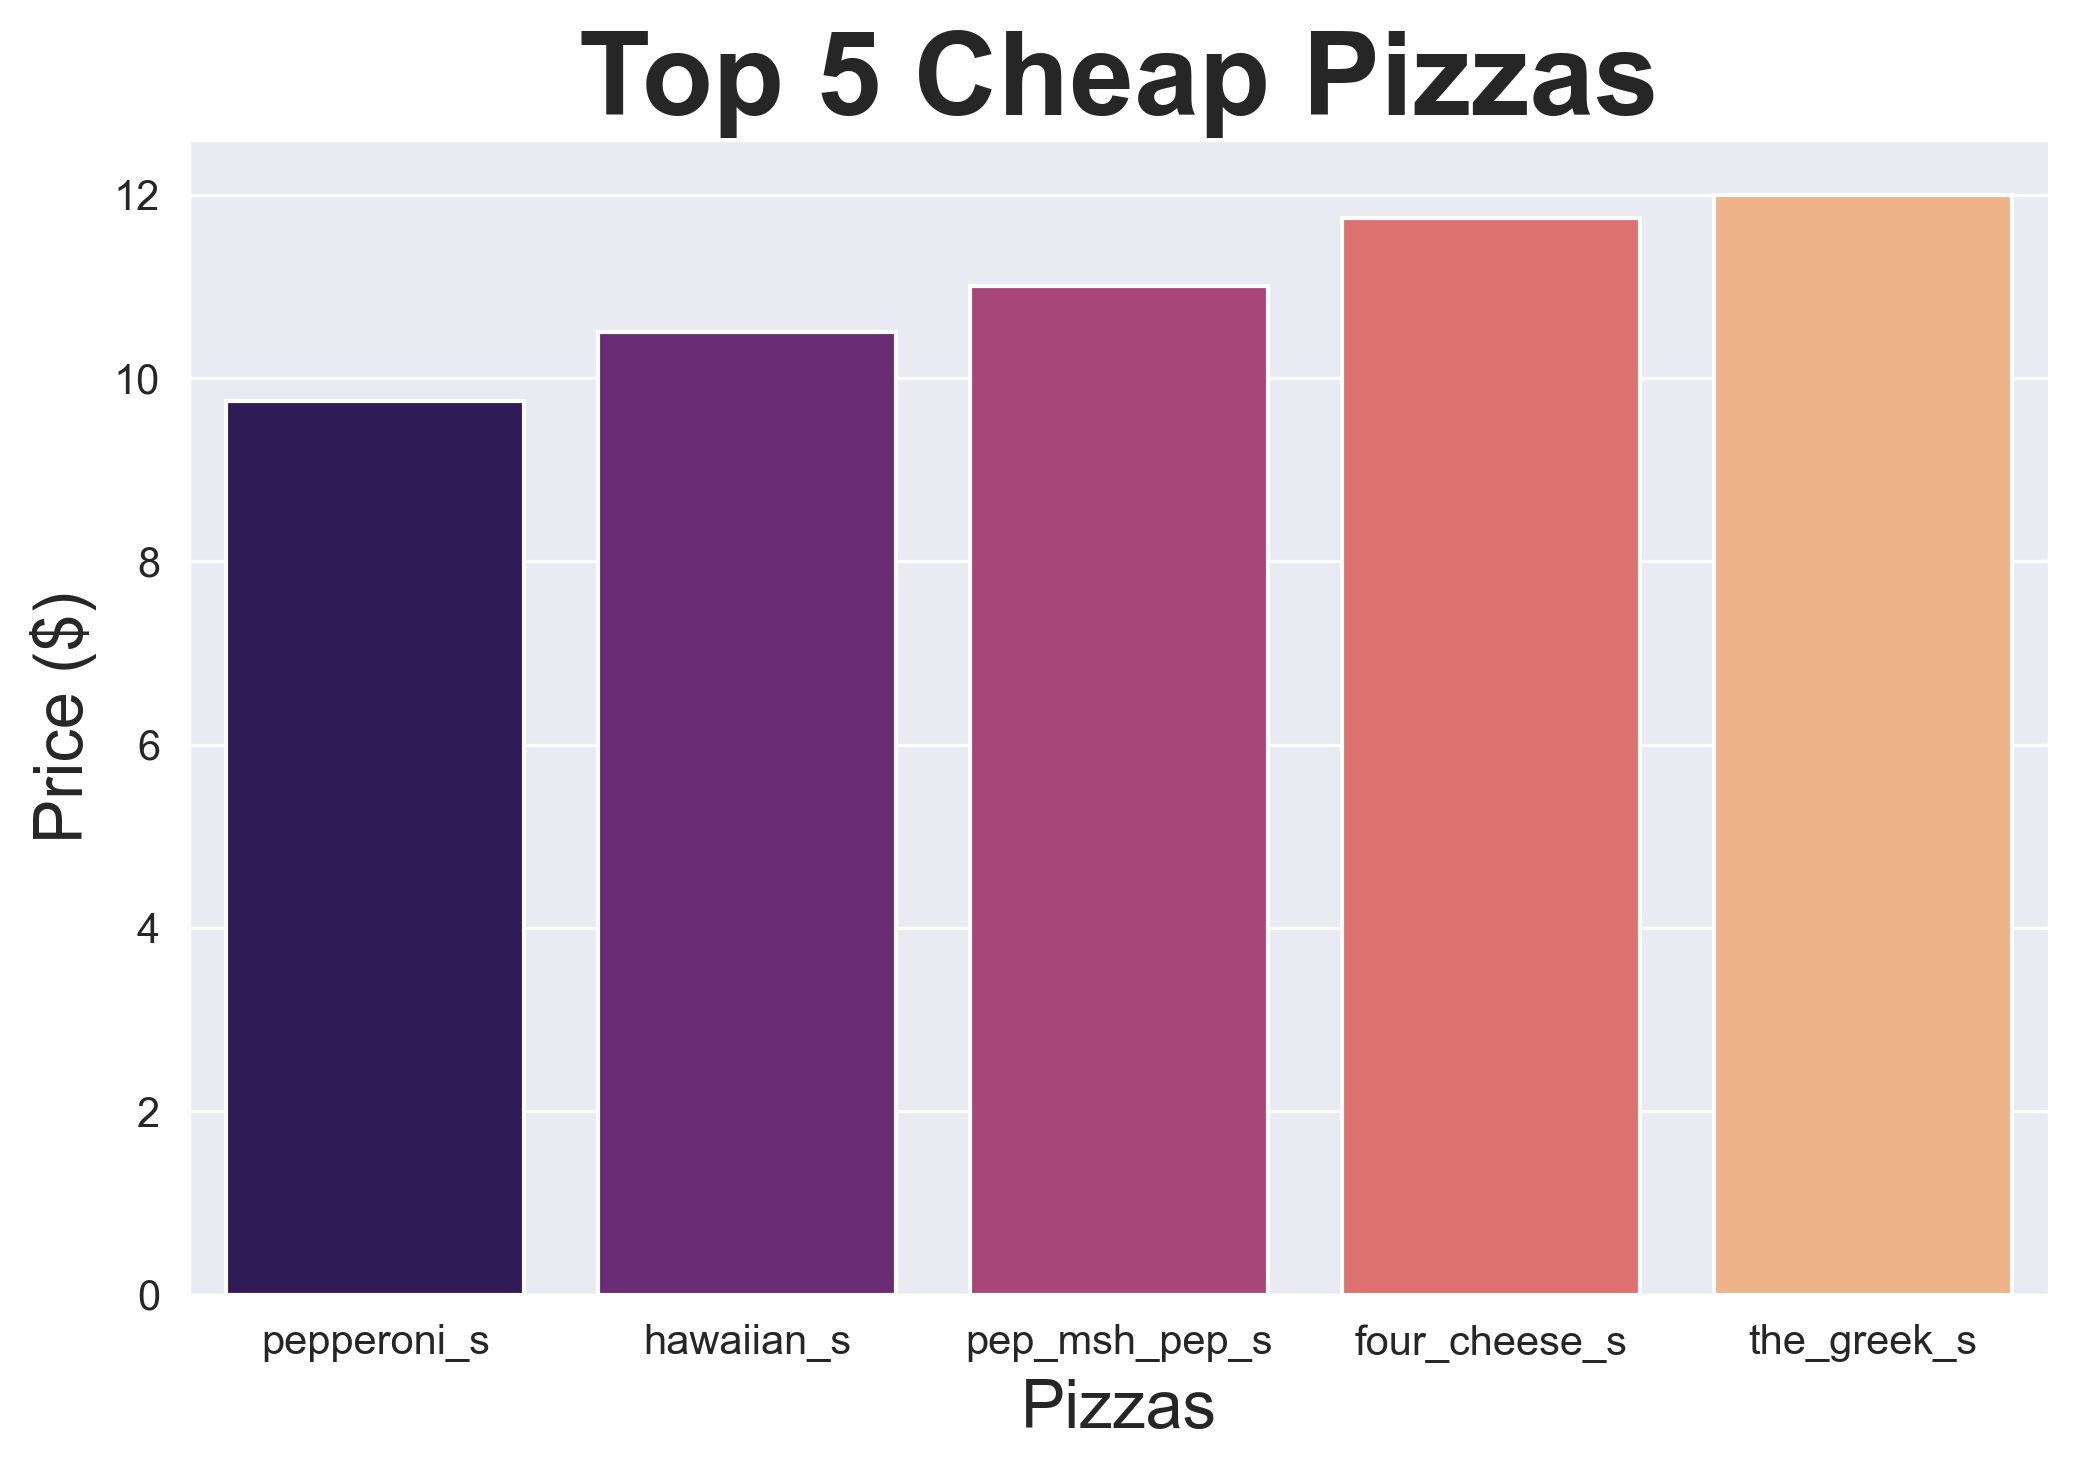 Top 5 Cheap Pizzas
Price ($)
12
10
8
6
4
2
0
pepperoni_s hawaiian_s pep_msh_pep_s four_cheese_s the_greek_s
Pizzas